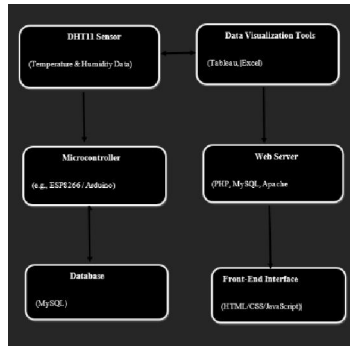 DHT11 Sensor
(Temperature & Humidity Data)
Data Visualization Tools
(Tableau,|Excel)
Microcontroller
(e.g., ESP8266 / Arduino)
Web Server
(PHP, MySQL, Apache
Database
(MySQL)
Front-End Interface
(HTML/CSS/JavaScript)|